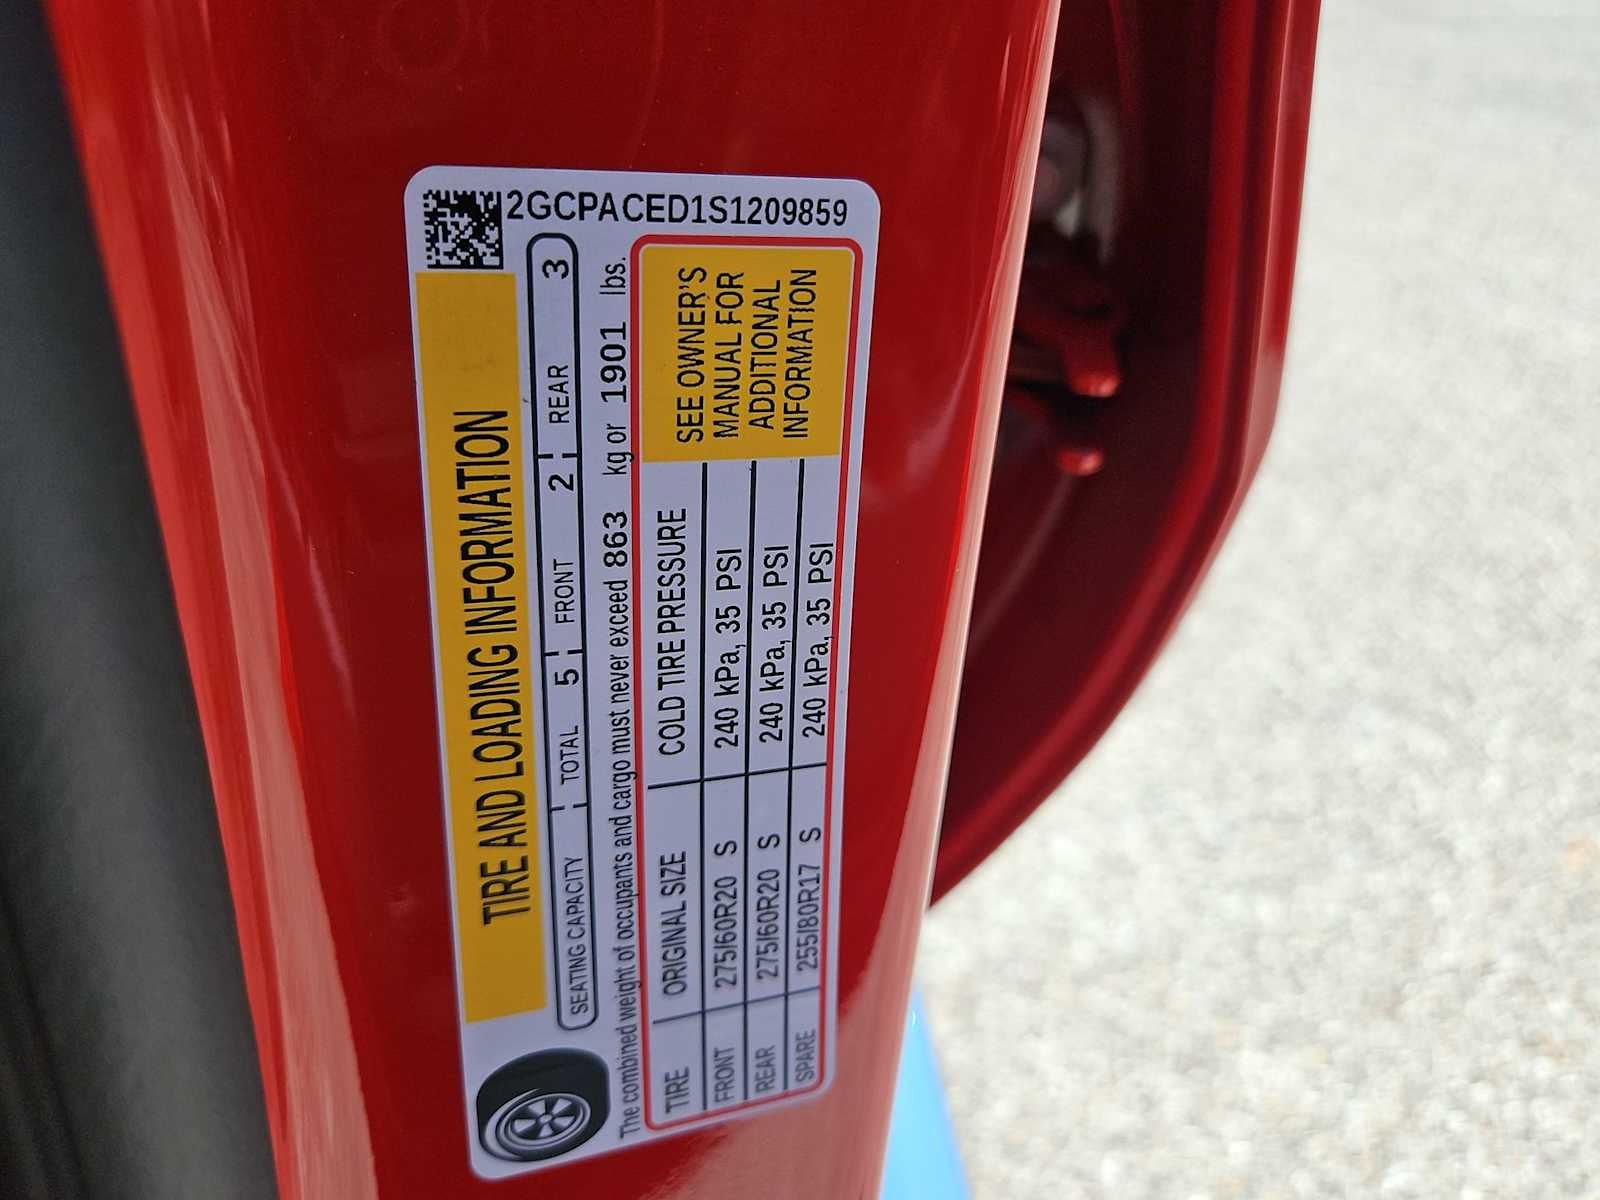 2GCPACED1S1209859
TIRE AND LOADING INFORMATION
SEATING CAPACITY TOTAL 5 FRONT 2 REAR 3
The combined weight of occupants and cargo must never exceed 863 kg or 1901 lbs.
TIRE ORIGINAL SIZE COLD TIRE PRESSURE
FRONT 275/60R20 S 240 kPa, 35 PSI
REAR 275/60R20 S 240 kPa, 35 PSI
SPARE 255/80R17 S 240 kPa, 35 PSI
SEE OWNER'S
MANUAL FOR
ADDITIONAL
INFORMATION